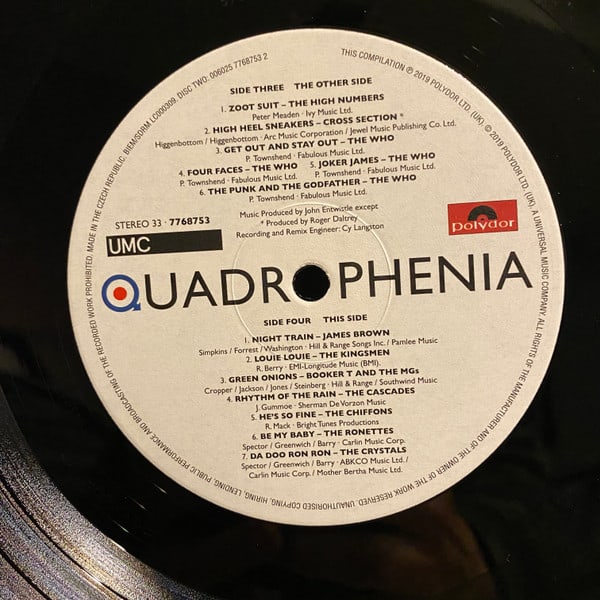 SIDE THREE THE OTHER SIDE
1. ZOOT SUIT – THE HIGH NUMBERS
Peter Meaden · Ivy Music Ltd.
2. HIGH HEEL SNEAKERS – CROSS SECTION *
Higgenbottom / Higgenbottom · Arc Music Corporation / Jewel Music Publishing Co. Ltd.
3. GET OUT AND STAY OUT – THE WHO
P. Townshend · Fabulous Music Ltd.
4. FOUR FACES – THE WHO 5. JOKER JAMES – THE WHO
P. Townshend · Fabulous Music Ltd. P. Townshend · Fabulous Music Ltd.
6. THE PUNK AND THE GODFATHER – THE WHO
P. Townshend · Fabulous Music Ltd.
Music Produced by John Entwistle except
* Produced by Roger Daltrey
Recording and Remix Engineer: Cy Langston
STEREO 33 · 7768753
UMC
polydor
QUADROPHENIA
SIDE FOUR THIS SIDE
1. NIGHT TRAIN – JAMES BROWN
Simpkins / Forrest / Washington · Hill & Range Songs Inc. / Pamlee Music
2. LOUIE LOUIE – THE KINGSMEN
R. Berry · EMI-Longitude Music (BMI).
3. GREEN ONIONS – BOOKER T AND THE MGs
Cropper / Jackson / Jones / Steinberg · Hill & Range / Southwind Music
4. RHYTHM OF THE RAIN – THE CASCADES
J. Gummoe · Sherman De Vorzon Music
5. HE'S SO FINE – THE CHIFFONS
R. Mack · Bright Tunes Productions
6. BE MY BABY – THE RONETTES
Spector / Greenwich / Barry · Carlin Music Corp.
7. DA DOO RON RON – THE CRYSTALS
Spector / Greenwich / Barry · ABKCO Music Ltd./
Carlin Music Corp. / Mother Bertha Music Ltd.
THIS COMPILATION ℗ 2019 POLYDOR LTD. (UK) © 2019 POLYDOR LTD. (UK), A UNIVERSAL MUSIC COMPANY. ALL RIGHTS OF THE MANUFACTURER AND OF THE OWNER OF THE WORK RESERVED. UNAUTHORISED COPYING, HIRING, LENDING, PUBLIC PERFORMANCE AND BROADCASTING OF THE RECORDED WORK PROHIBITED. MADE IN THE CZECH REPUBLIC. BIEM/SDRM LC000309. DISC TWO: 006025 7768753 2